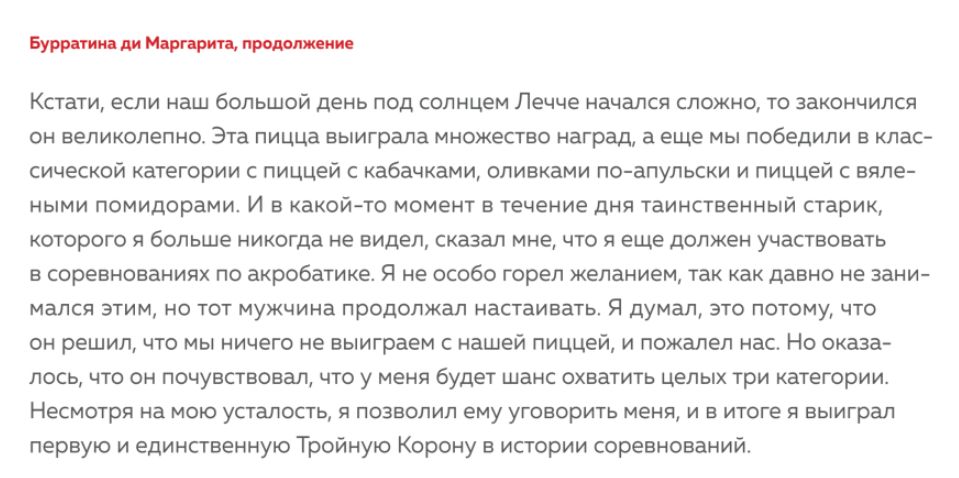 Бурратина ди Маргарита, продолжение
Кстати, если наш большой день под солнцем Лечче начался сложно, то закончился
он великолепно. Эта пицца выиграла множество наград, а еще мы победили в клас-
сической категории с пиццей с кабачками, оливками по-апульски и пиццей с вяле-
ными помидорами. И в какой-то момент в течение дня таинственный старик,
которого я больше никогда не видел, сказал мне, что я еще должен участвовать
в соревнованиях по акробатике. Я не особо горел желанием, так как давно не зани-
мался этим, но тот мужчина продолжал настаивать. Я думал, это потому, что
он решил, что мы ничего не выиграем с нашей пиццей, и пожалел нас. Но оказа-
лось, что он почувствовал, что у меня будет шанс охватить целых три категории.
Несмотря на мою усталость, я позволил ему уговорить меня, и в итоге я выиграл
первую и единственную Тройную Корону в истории соревнований.